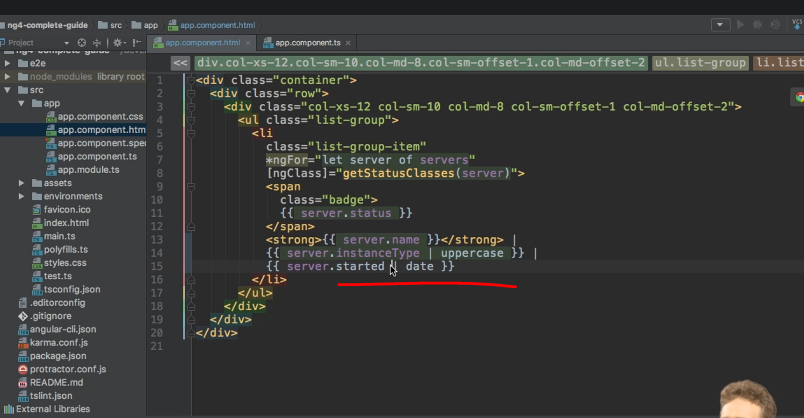 ng4-complete-guide src app app.component.html
Project
app.component.html app.component.ts
ng4-complete-guide
e2e
node_modules library root
src
app
app.component.css
app.component.htm
app.component.spe
app.component.ts
app.module.ts
assets
environments
favicon.ico
index.html
main.ts
polyfills.ts
styles.css
test.ts
tsconfig.json
.editorconfig
.gitignore
angular-cli.json
karma.conf.js
package.json
protractor.conf.js
README.md
tslint.json
External Libraries
<< div.col-xs-12.col-sm-10.col-md-8.col-sm-offset-1.col-md-offset-2 ul.list-group li.list
1 <div class="container">
2 <div class="row">
3 <div class="col-xs-12 col-sm-10 col-md-8 col-sm-offset-1 col-md-offset-2">
4 <ul class="list-group">
5 <li
6 class="list-group-item"
7 *ngFor="let server of servers"
8 [ngClass]="getStatusClasses(server)">
9 <span
10 class="badge">
11 {{ server.status }}
12 </span>
13 <strong>{{ server.name }}</strong> |
14 {{ server.instanceType | uppercase }} |
15 {{ server.started | date }}
16 </li>
17 </ul>
18 </div>
19 </div>
20 </div>
21
VCS